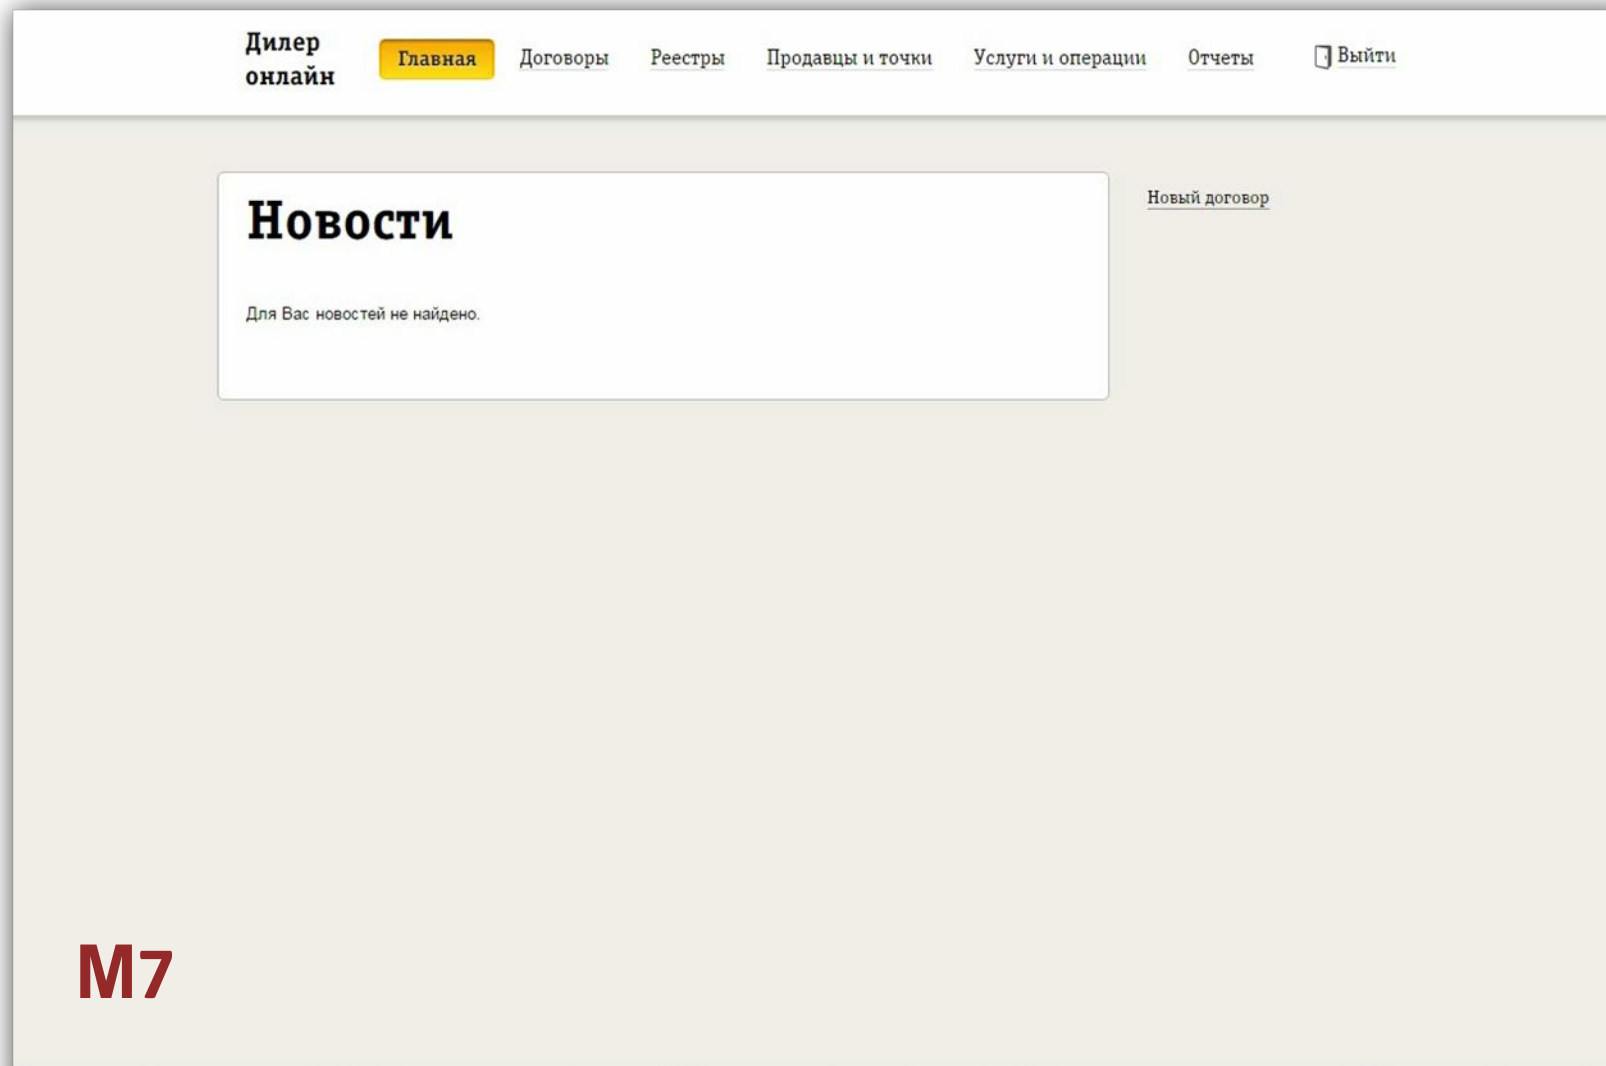 Дилер
онлайн
Главная
Договоры
Реестры
Продавцы и точки
Услуги и операции
Отчеты
Выйти
Новости
Новый договор
Для Вас новостей не найдено.
M7